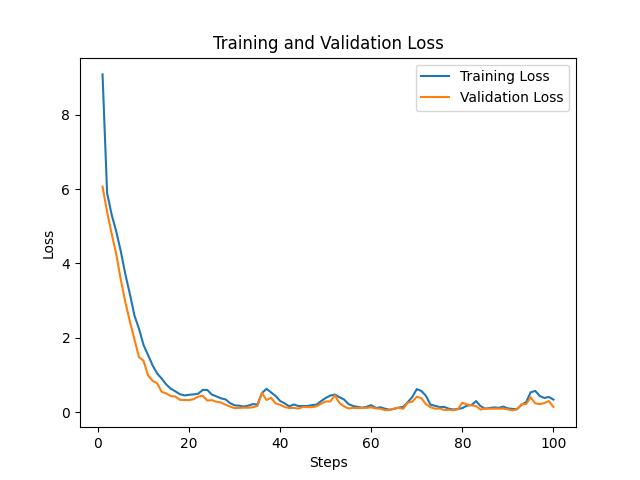 Training and Validation Loss
Training Loss
Validation Loss
Loss
8
6
4
2
0
0 20 40 60 80 100
Steps